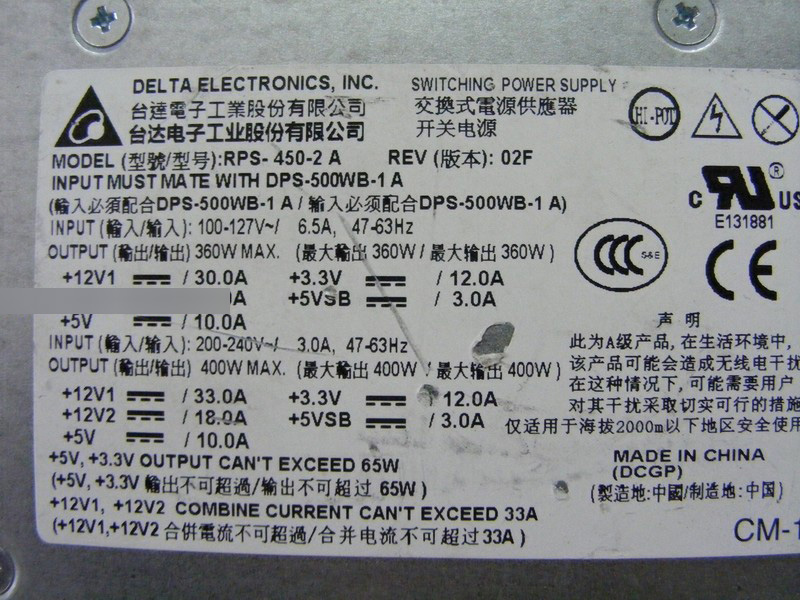 DELTA ELECTRONICS, INC. SWITCHING POWER SUPPLY
台達電子工業股份有限公司 交換式電源供應器
台达电子工业股份有限公司 开关电源
HI-POT
MODEL (型號/型号):RPS- 450-2 A REV (版本): 02F
INPUT MUST MATE WITH DPS-500WB-1 A
(輸入必須配合DPS-500WB-1 A / 输入必须配合DPS-500WB-1 A)
c RU® US
E131881
INPUT (輸入/输入): 100-127V~/ 6.5A, 47-63Hz
OUTPUT (輸出/输出) 360W MAX. (最大輸出 360W / 最大输出 360W )
CCC S&E
CE
+12V1 / 30.0A +3.3V / 12.0A
0A +5VSB / 3.0A
+5V / 10.0A
INPUT (輸入/输入): 200-240V~/ 3.0A, 47-63Hz
OUTPUT (輸出/输出) 400W MAX. (最大輸出 400W / 最大输出 400W)
+12V1 / 33.0A +3.3V / 12.0A
+12V2 / 18.0A +5VSB / 3.0A
+5V / 10.0A
声 明
此为A级产品, 在生活环境中,
该产品可能会造成无线电干扰
在这种情况下, 可能需要用户
对其干扰采取切实可行的措施
仅适用于海拔2000m以下地区安全使用
+5V, +3.3V OUTPUT CAN'T EXCEED 65W
(+5V, +3.3V 輸出不可超過/输出不可超过 65W )
+12V1, +12V2 COMBINE CURRENT CAN'T EXCEED 33A
(+12V1,+12V2 合併電流不可超過/合并电流不可超过33A )
MADE IN CHINA
(DCGP)
(製造地:中國/制造地:中国)
CM-1